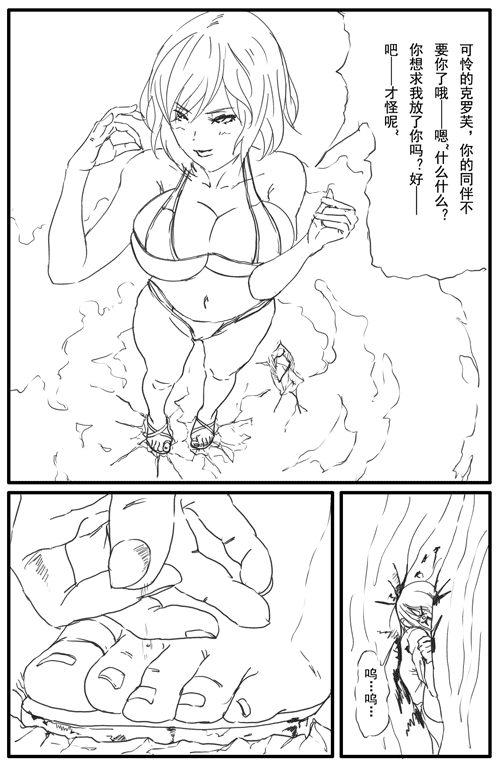 可怜的克罗芙，你的同伴不
要你了哦——嗯~什么什么？
你想求我放了你吗？好——
吧——才怪呢~
呜…呜…